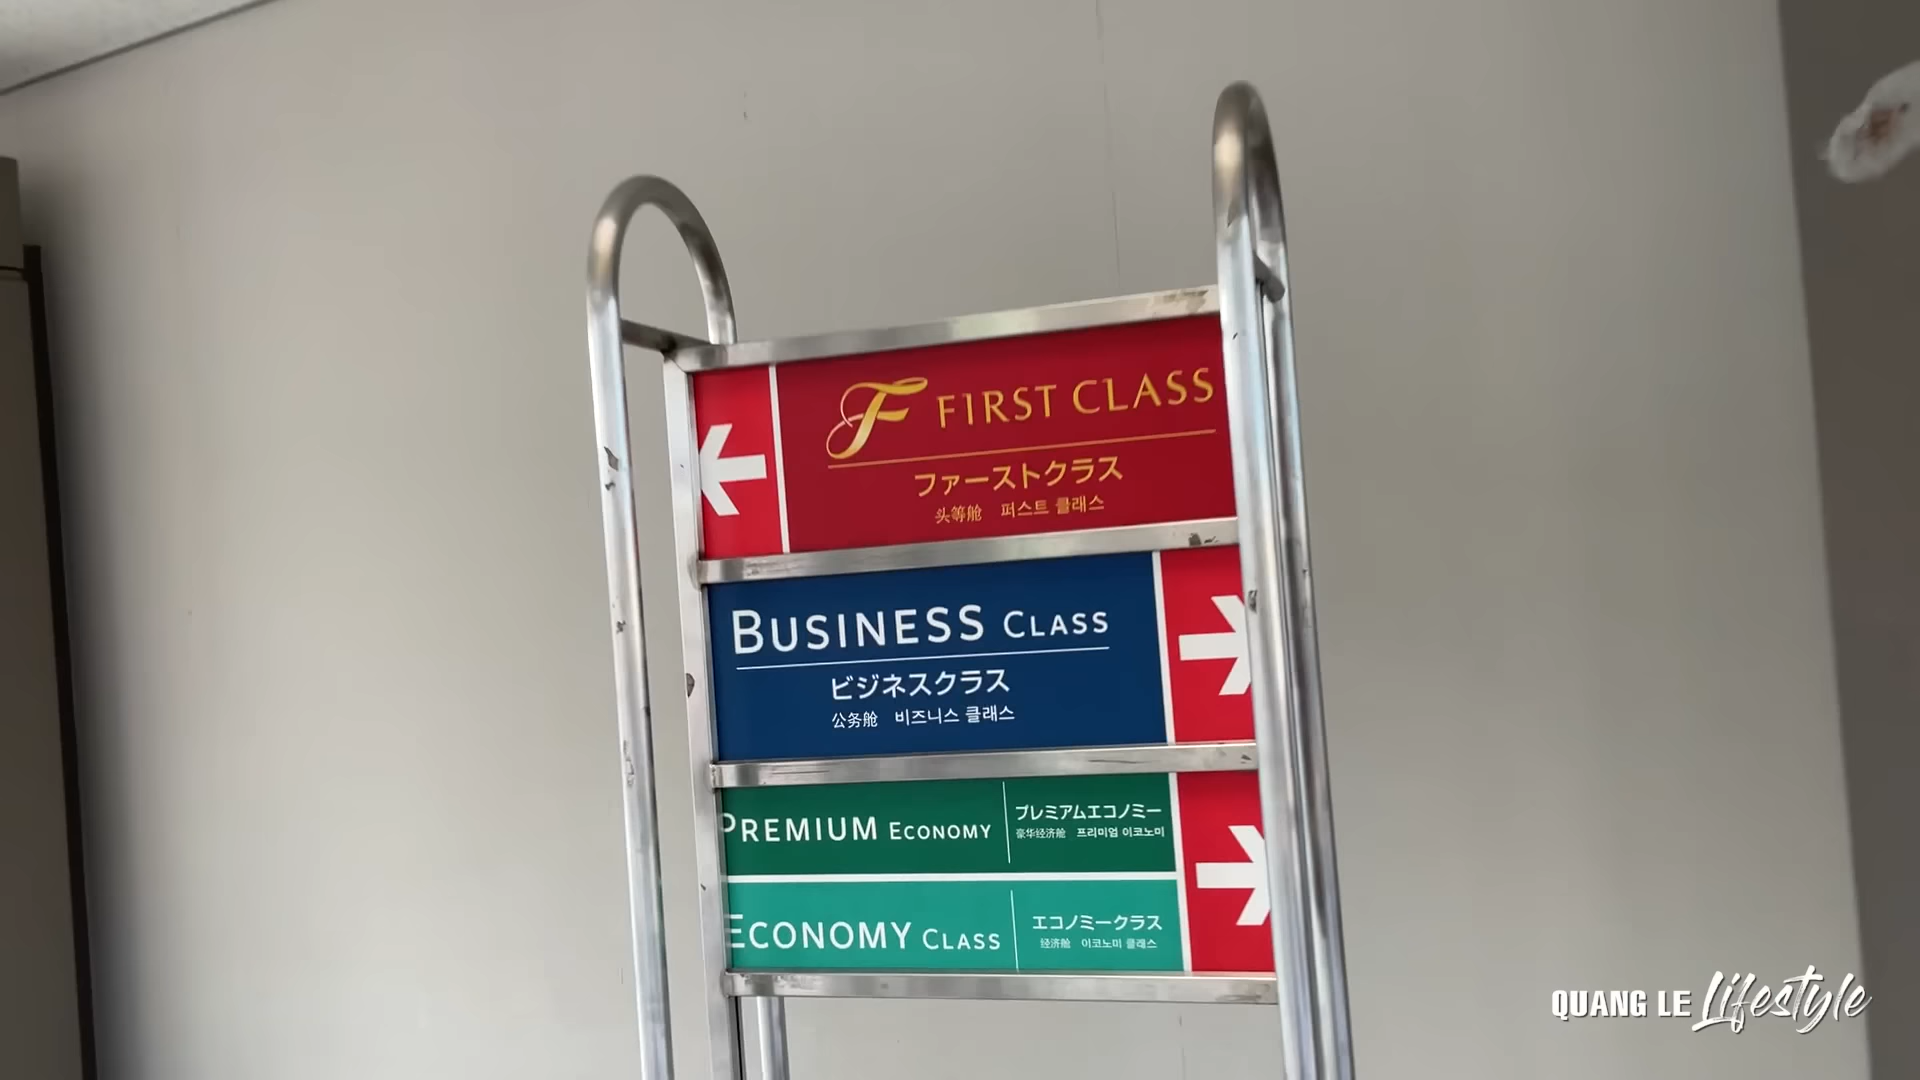 F FIRST CLASS
ファーストクラス
头等舱 퍼스트 클래스
BUSINESS CLASS
ビジネスクラス
公务舱 비즈니스 클래스
PREMIUM ECONOMY
プレミアムエコノミー
豪华经济舱 프리미엄 이코노미
ECONOMY CLASS
エコノミークラス
经济舱 이코노미 클래스
QUANG LE Lifestyle